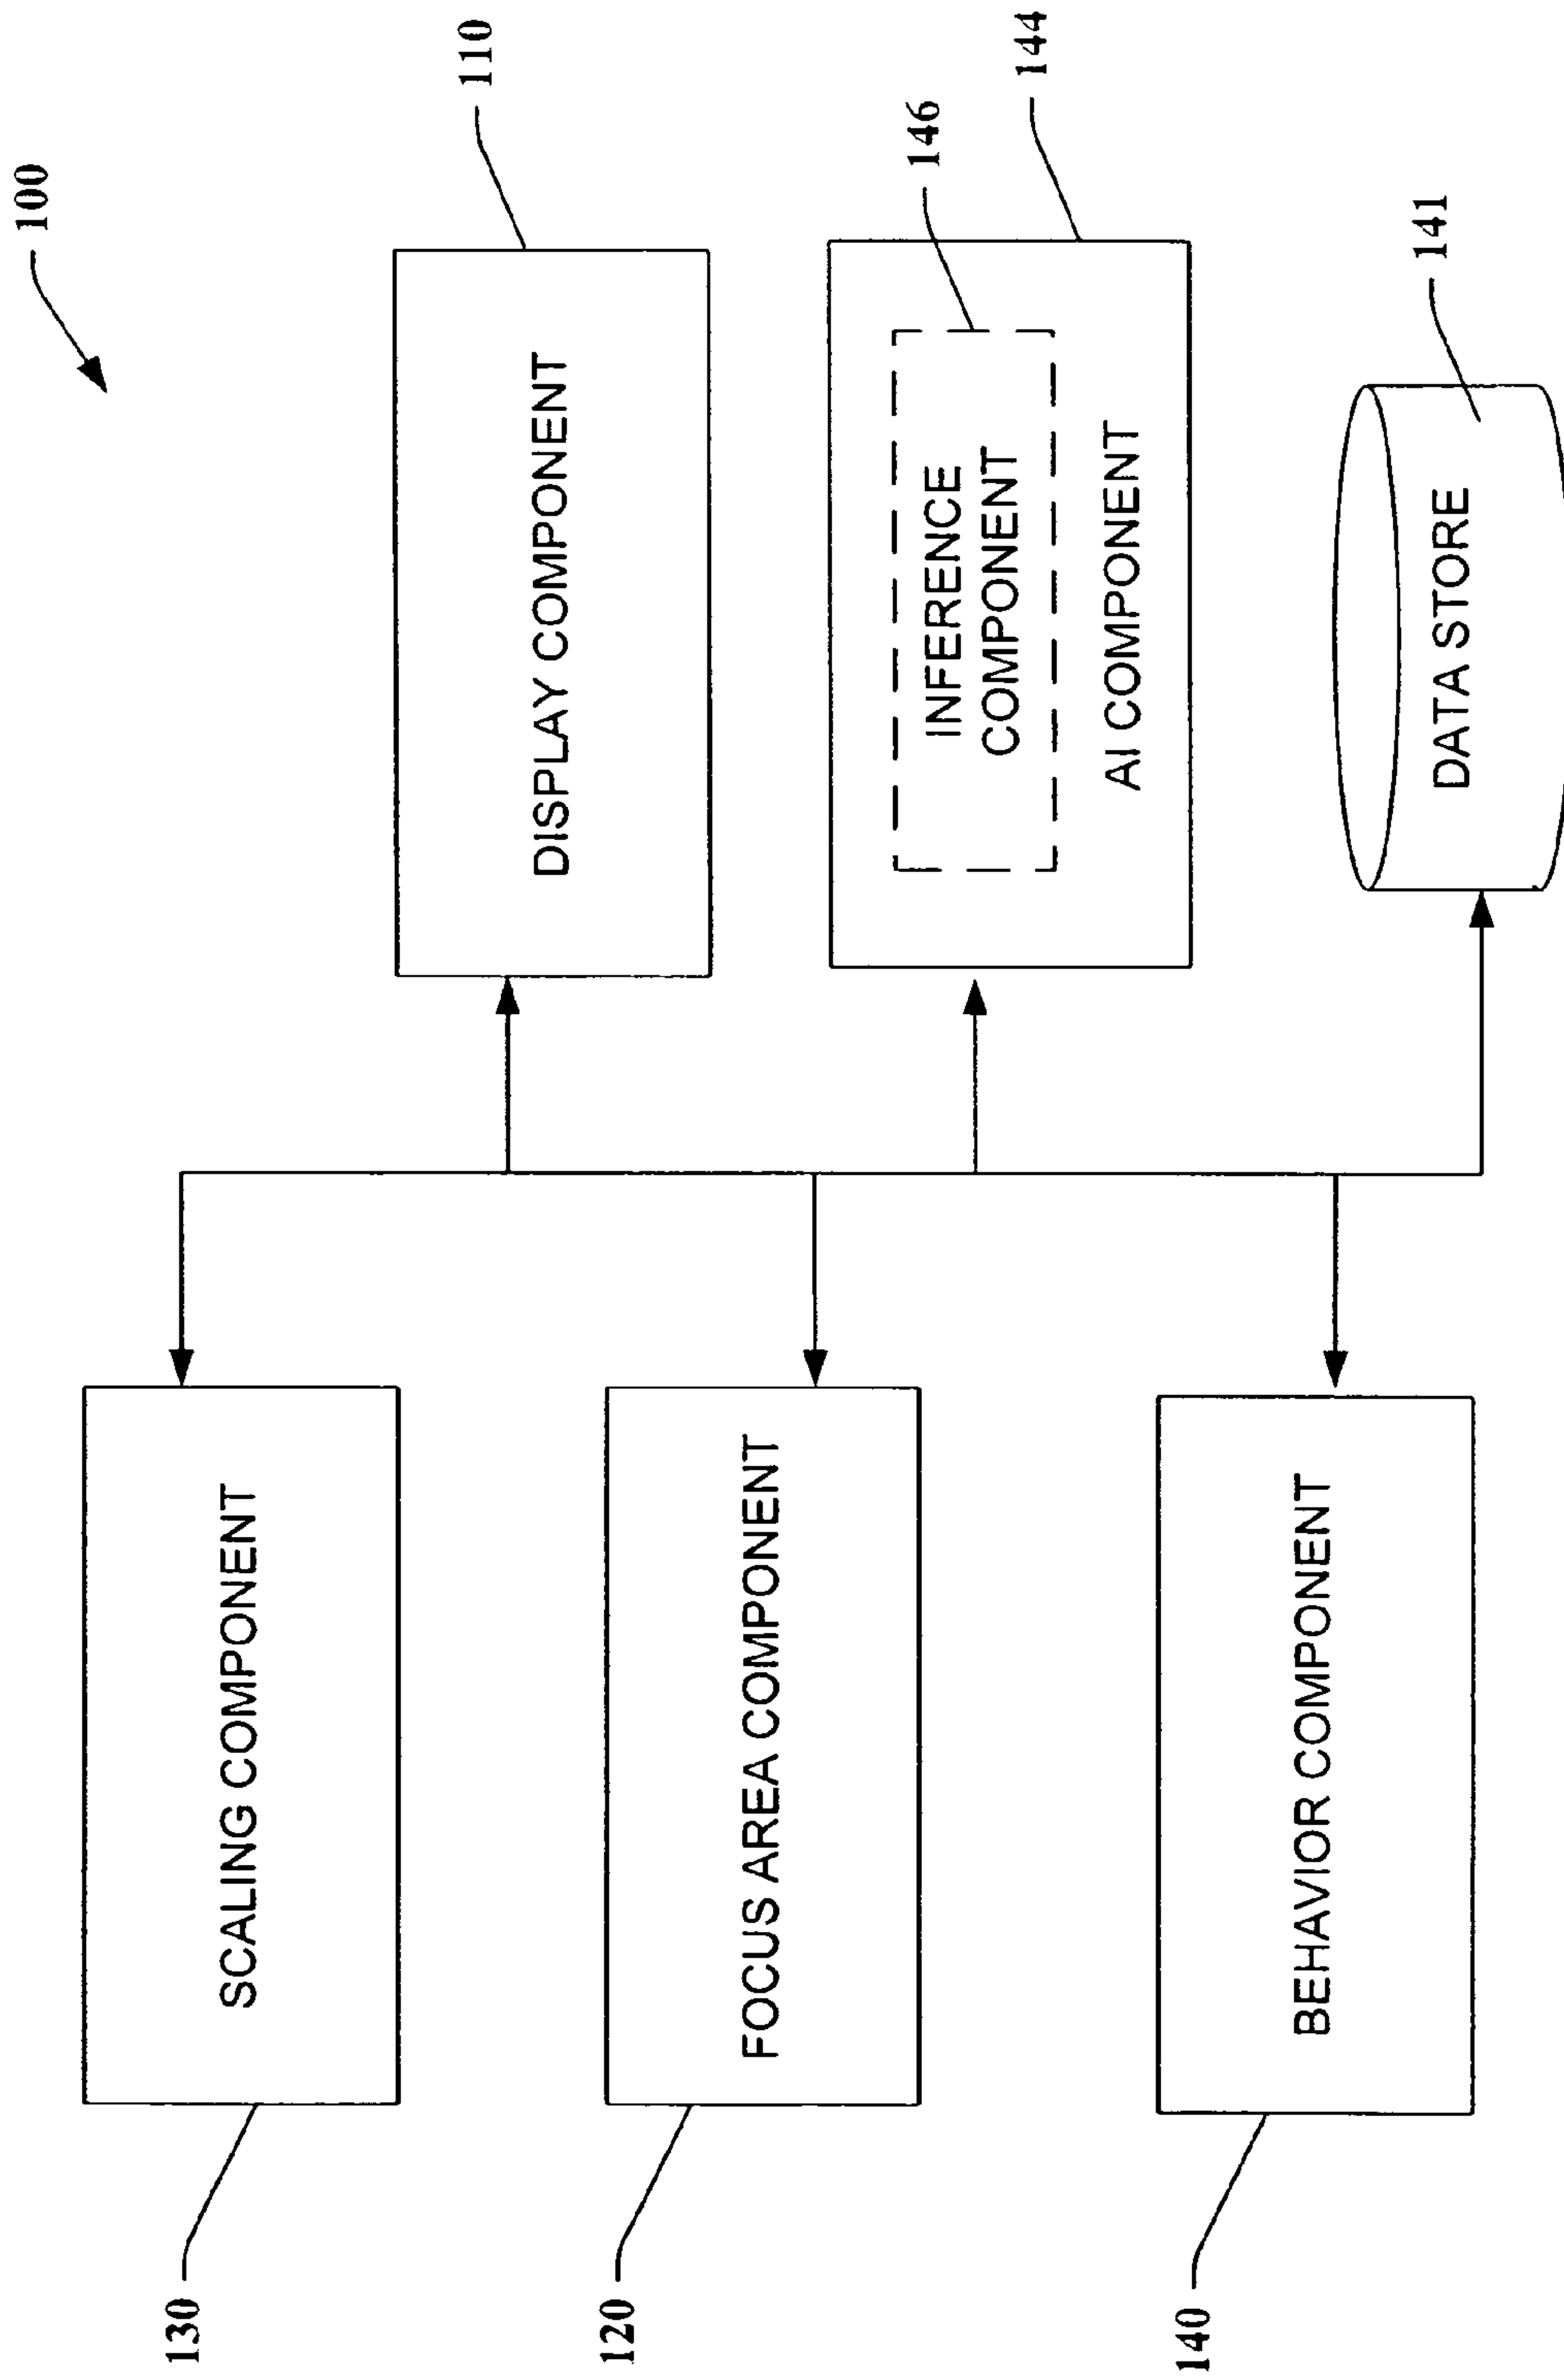 100
130
SCALING COMPONENT
DISPLAY COMPONENT
110
120
FOCUS AREA COMPONENT
INFERENCE
COMPONENT
146
AI COMPONENT
144
140
BEHAVIOR COMPONENT
DATA STORE
141